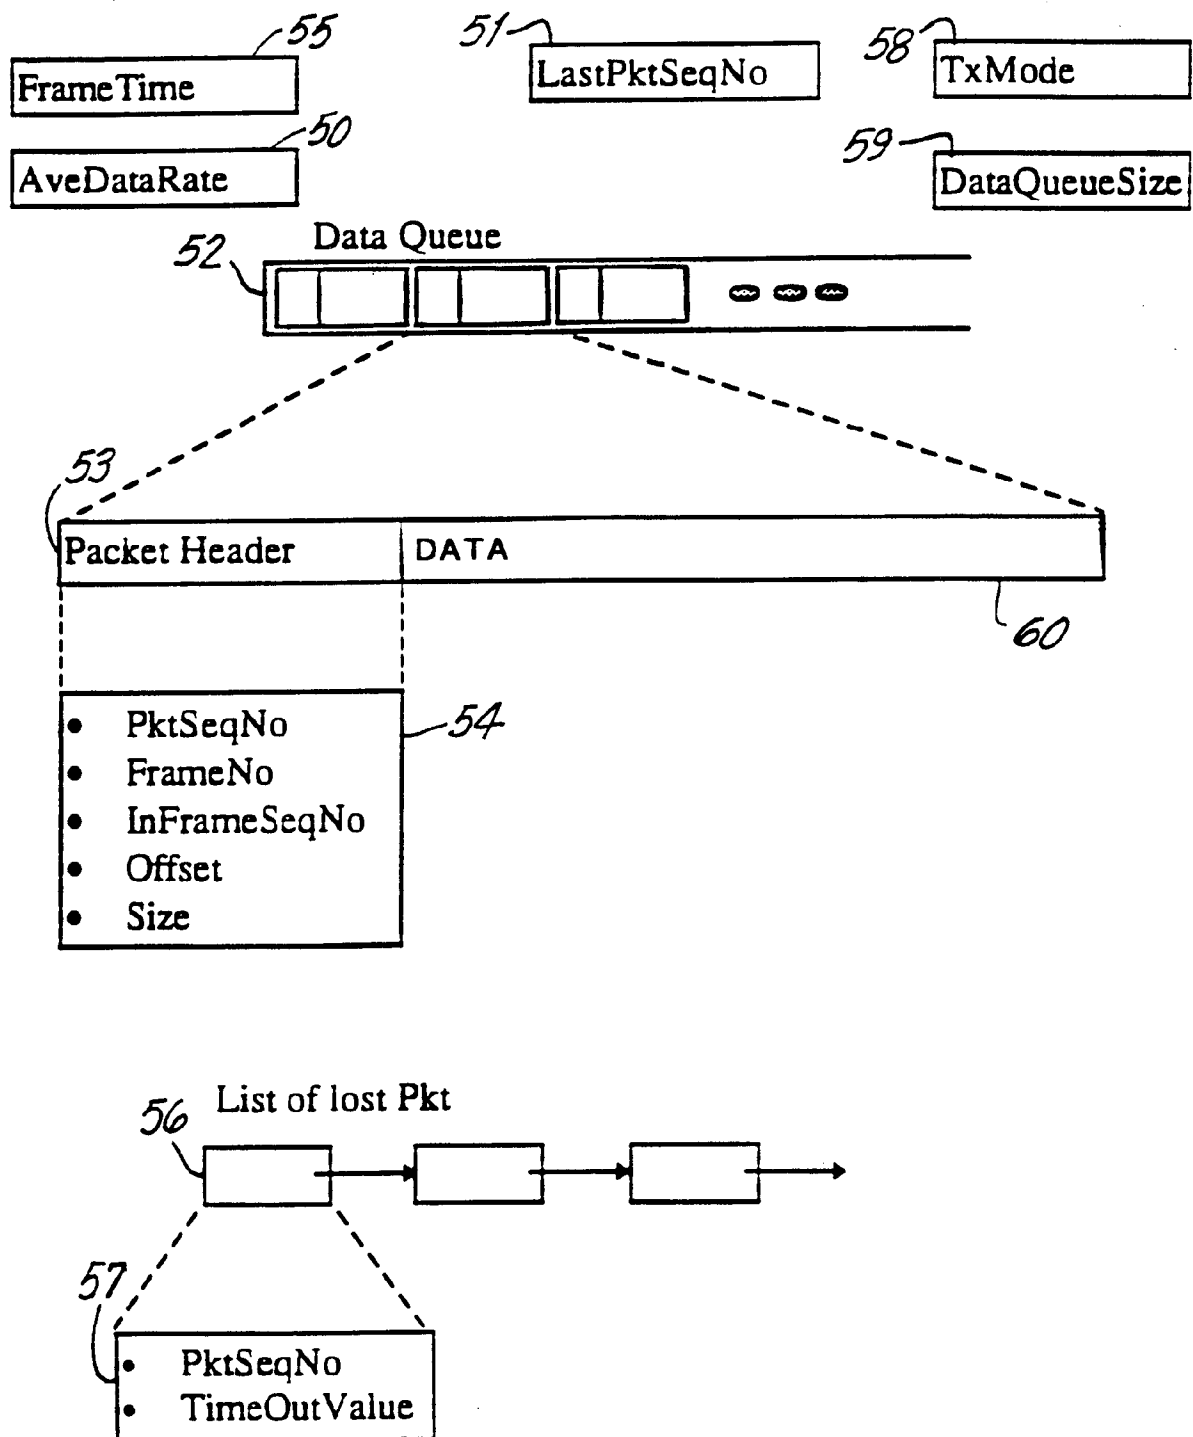 55
51
58
FrameTime
LastPktSeqNo
TxMode
50
59
AveDataRate
DataQueueSize
Data Queue
52
53
Packet Header
DATA
60
54
• PktSeqNo
• FrameNo
• InFrameSeqNo
• Offset
• Size
List of lost Pkt
56
57
• PktSeqNo
• TimeOutValue